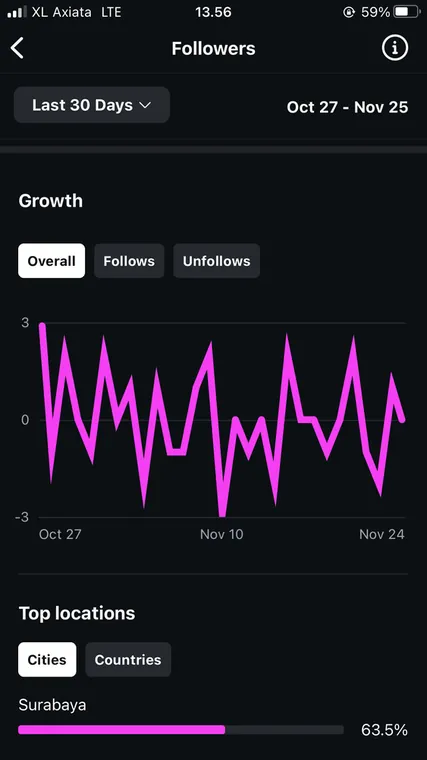 XL Axiata LTE 13.56 59%
Followers
Last 30 Days Oct 27 - Nov 25
Growth
Overall Follows Unfollows
3
0
-3
Oct 27 Nov 10 Nov 24
Top locations
Cities Countries
Surabaya
63.5%